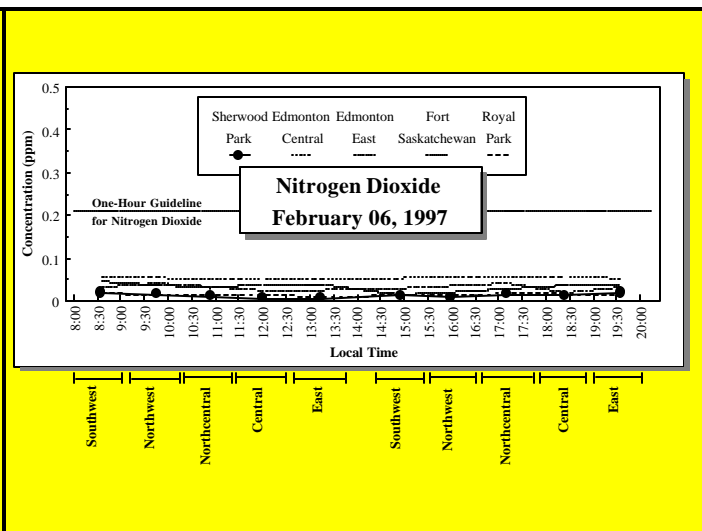 0.5
0.4
0.3
0.2
0.1
0
Concentration (ppm)
Sherwood Edmonton Edmonton Fort Royal
Park Central East Saskatchewan Park
Nitrogen Dioxide
February 06, 1997
One-Hour Guideline
for Nitrogen Dioxide
8:00 8:30 9:00 9:30 10:00 10:30 11:00 11:30 12:00 12:30 13:00 13:30 14:00 14:30 15:00 15:30 16:00 16:30 17:00 17:30 18:00 18:30 19:00 19:30 20:00
Local Time
Southwest Northwest Northcentral Central East Southwest Northwest Northcentral Central East